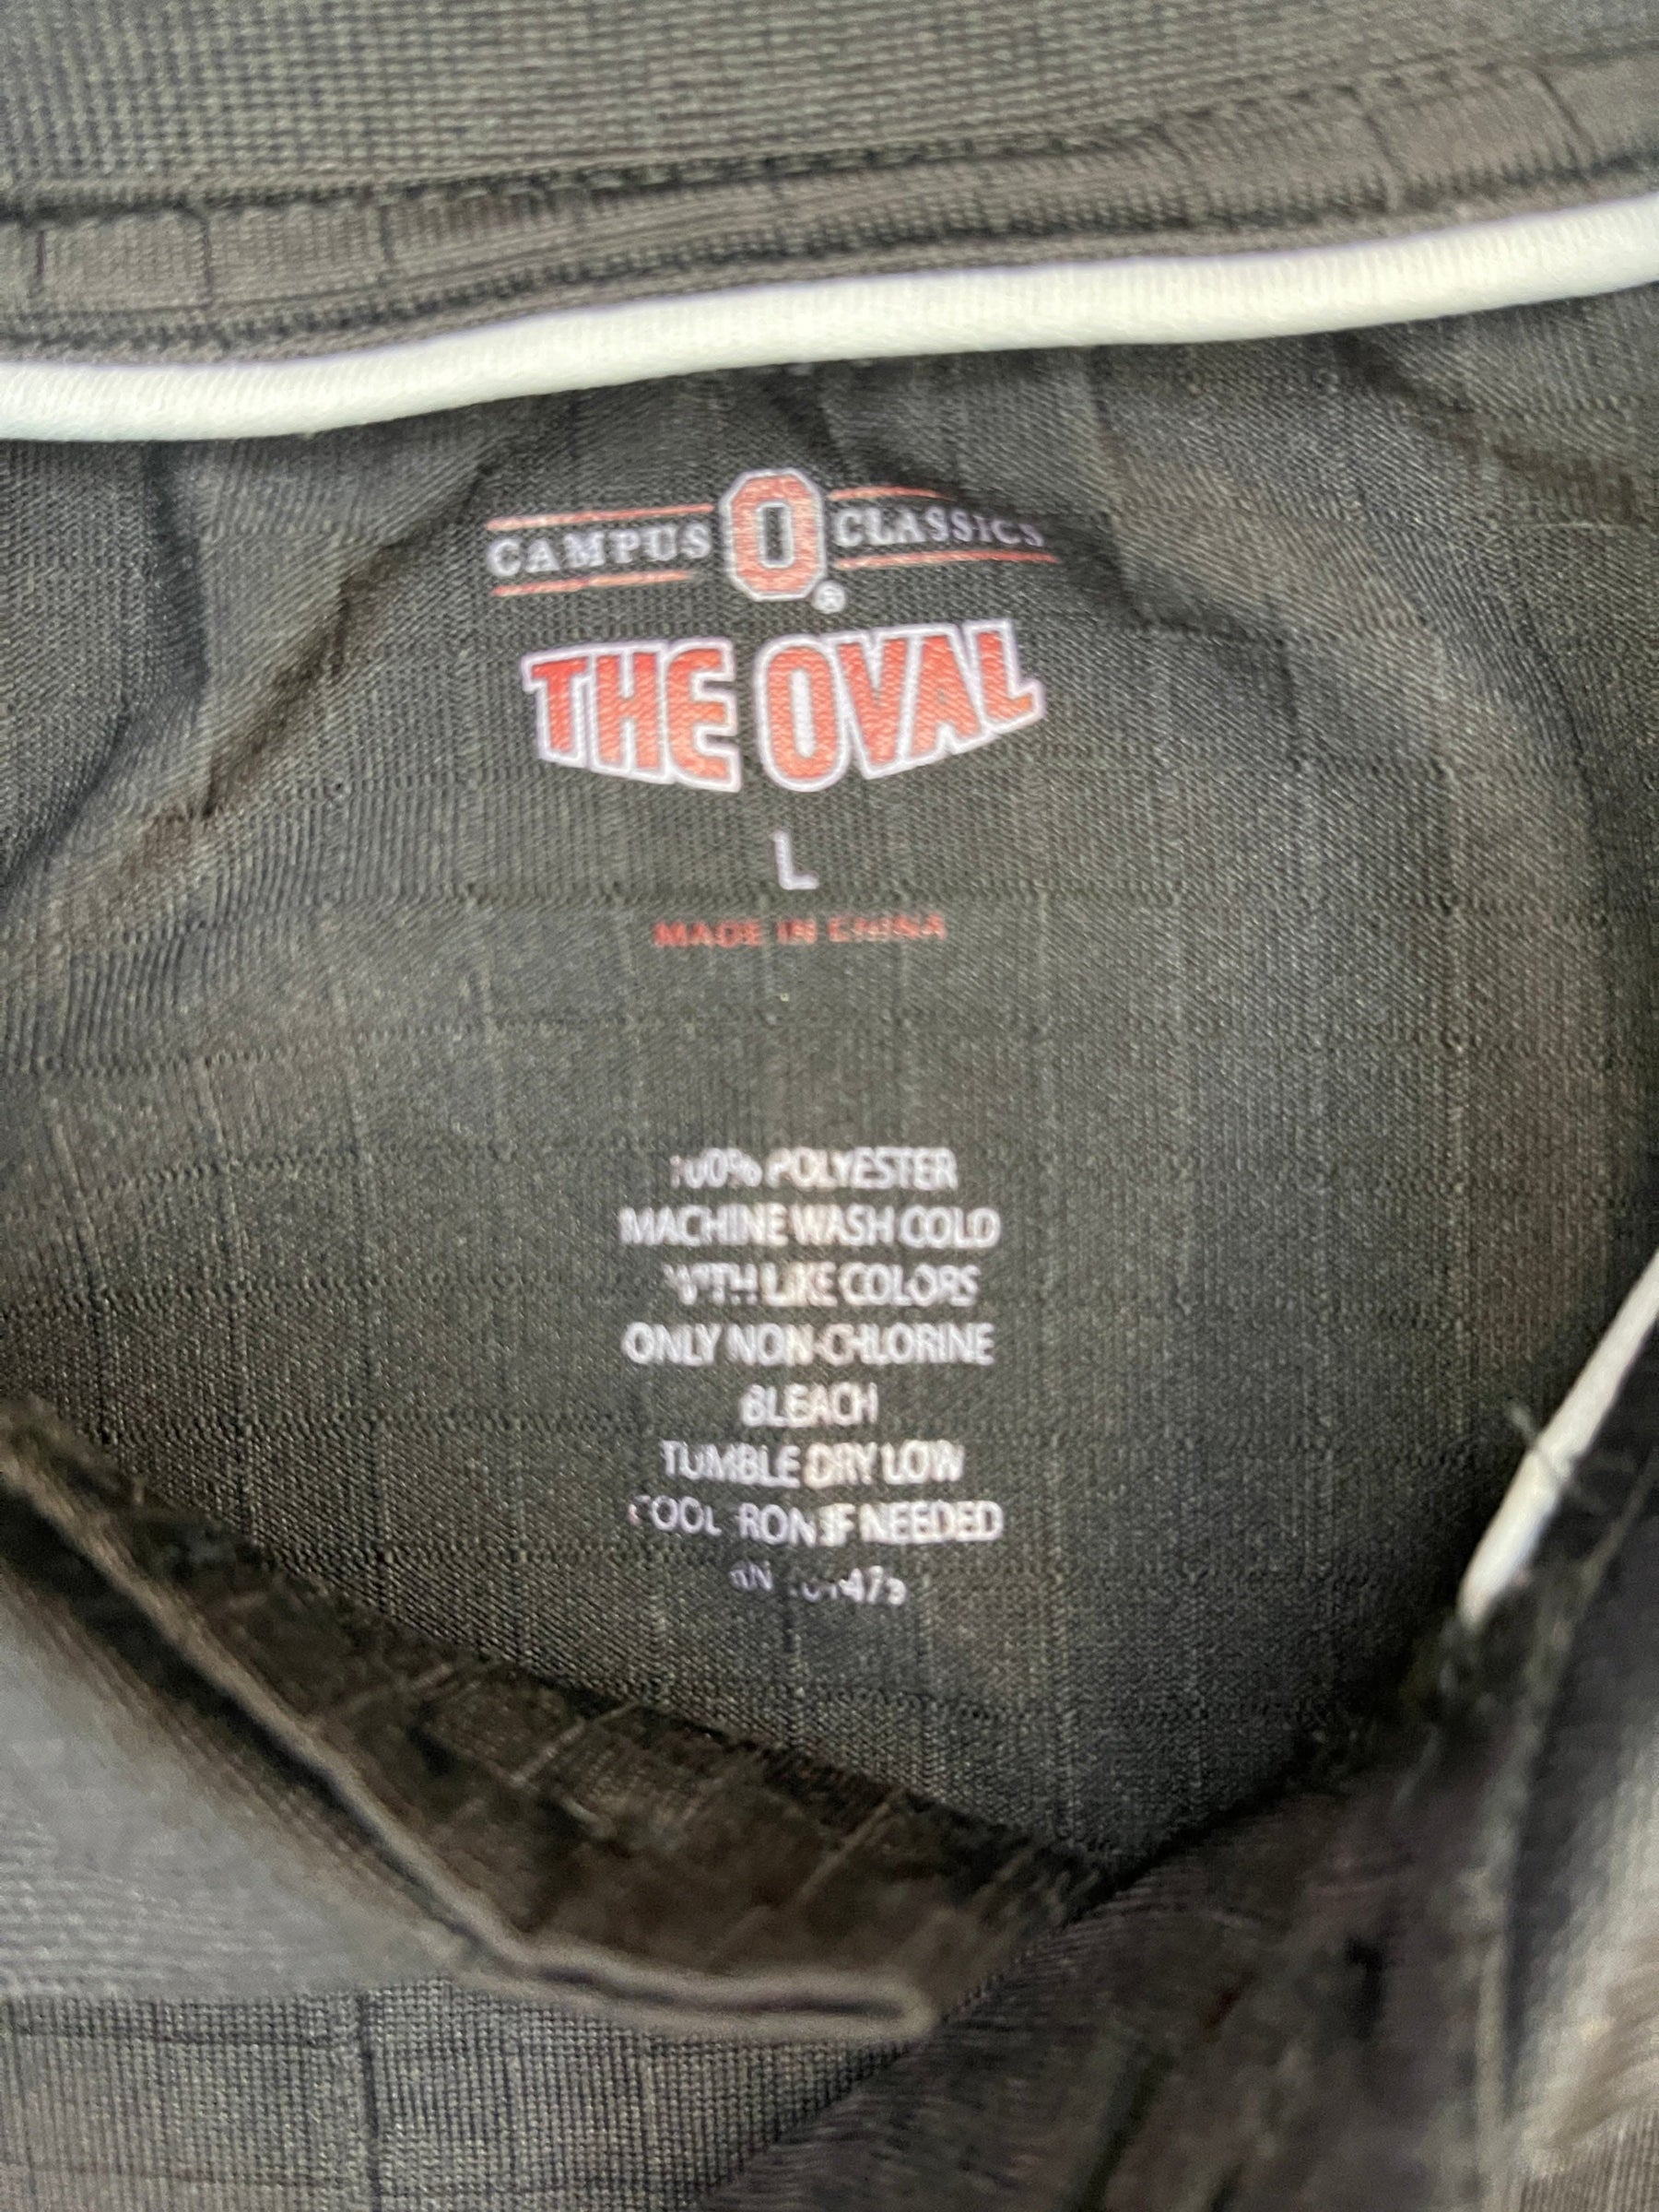 CAMPUS O CLASSICS
®
THE OVAL
L
MADE IN CHINA
100% POLYESTER
MACHINE WASH COLD
WITH LIKE COLORS
ONLY NON-CHLORINE
BLEACH
TUMBLE DRY LOW
COOL IRON IF NEEDED
RN